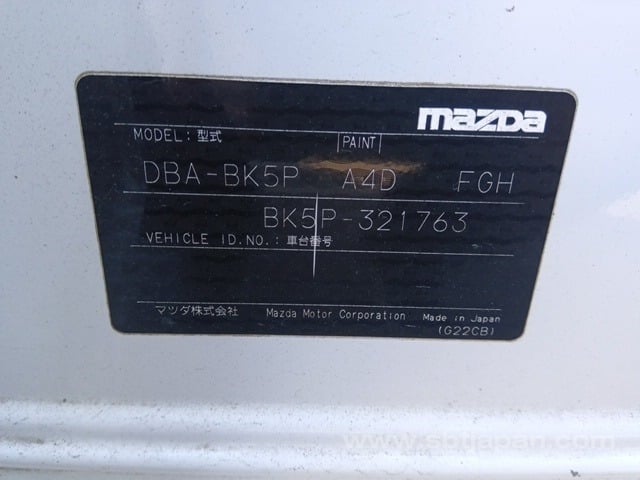 mazda
MODEL: 型式 PAINT
DBA-BK5P A4D FGH
BK5P-321763
VEHICLE ID.NO.: 車台番号
マツダ株式会社 Mazda Motor Corporation Made in Japan
(G22CB)
www.sbtjapan.com